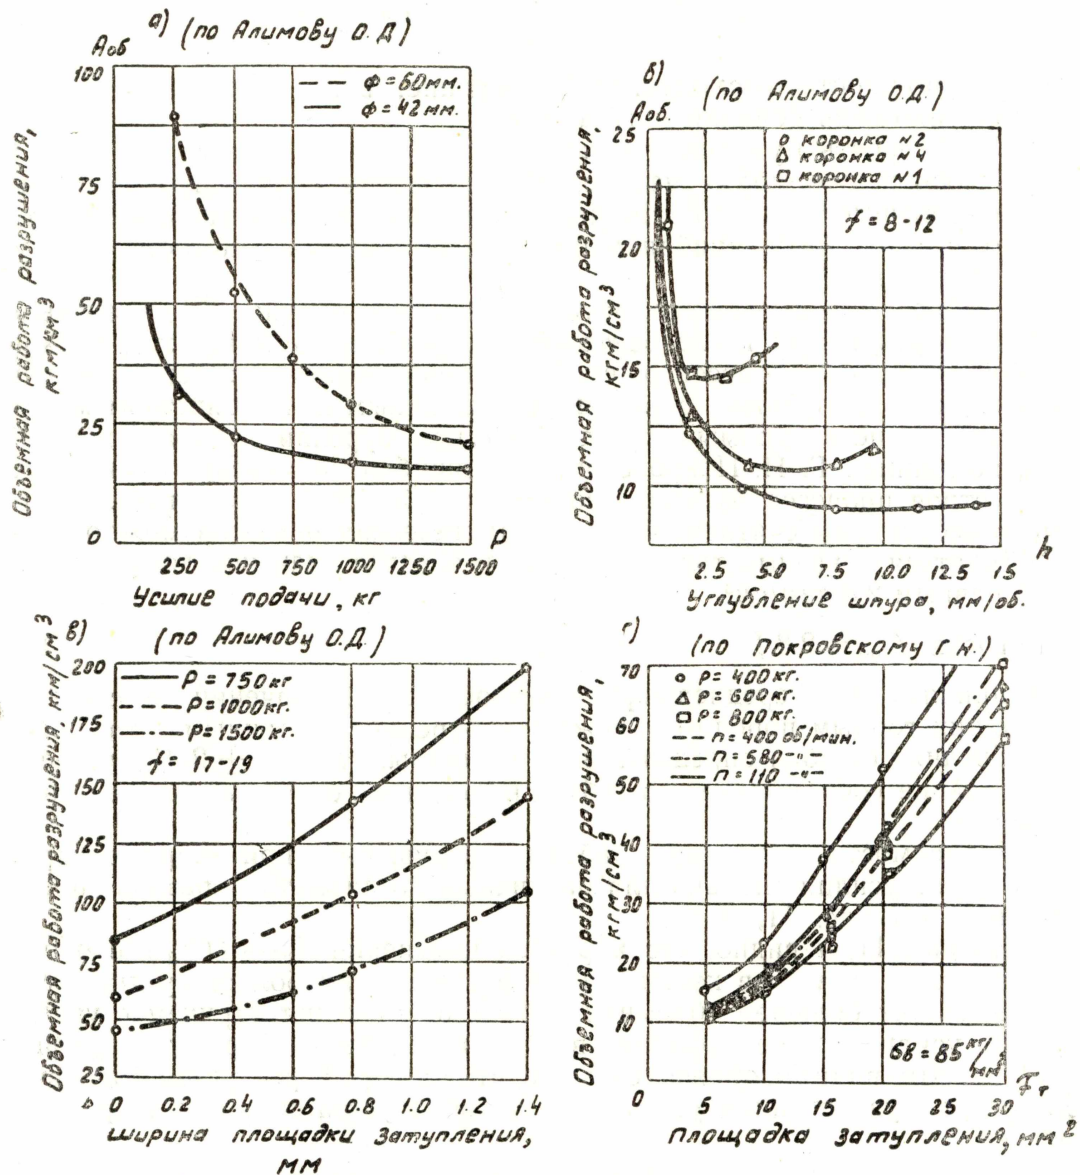 а) (по Алимову О.Д)
Аоб
100
75
50
25
0
Объемная работа разрушения,
кгм/см³
– – – ф=60мм.
—— ф=42мм.
P
250 500 750 1000 1250 1500
Усилие подачи, кг
б)
(по Алимову О.Д.)
Аоб.
25
20
15
10
Объемная работа разрушения,
кгм/см³
о коронка №2
△ коронка №4
□ коронка №1
f=8-12
h
2.5 5.0 7.5 10.0 12.5 15
Углубление шпура, мм/об.
в)
(по Алимову О.Д.)
200
175
150
125
100
75
50
25
Объемная работа разрушения, кгм/см³
—— P=750кг
– – – P=1000кг.
— · — P=1500кг.
f= 17-19
0 0.2 0.4 0.6 0.8 1.0 1.2 1.4
ширина площадки затупления,
мм
г)
(по Покровскому Г.Н.)
70
60
50
40
30
20
10
Объемная работа разрушения,
кгм/см³
о P=400кг.
△ P=600кг.
□ P=800кг.
– – n=400 об/мин.
n=580-"-
n=110-"-
бв=85кг/мм
Fт
0 5 10 15 20 25 30
площадка затупления, мм²